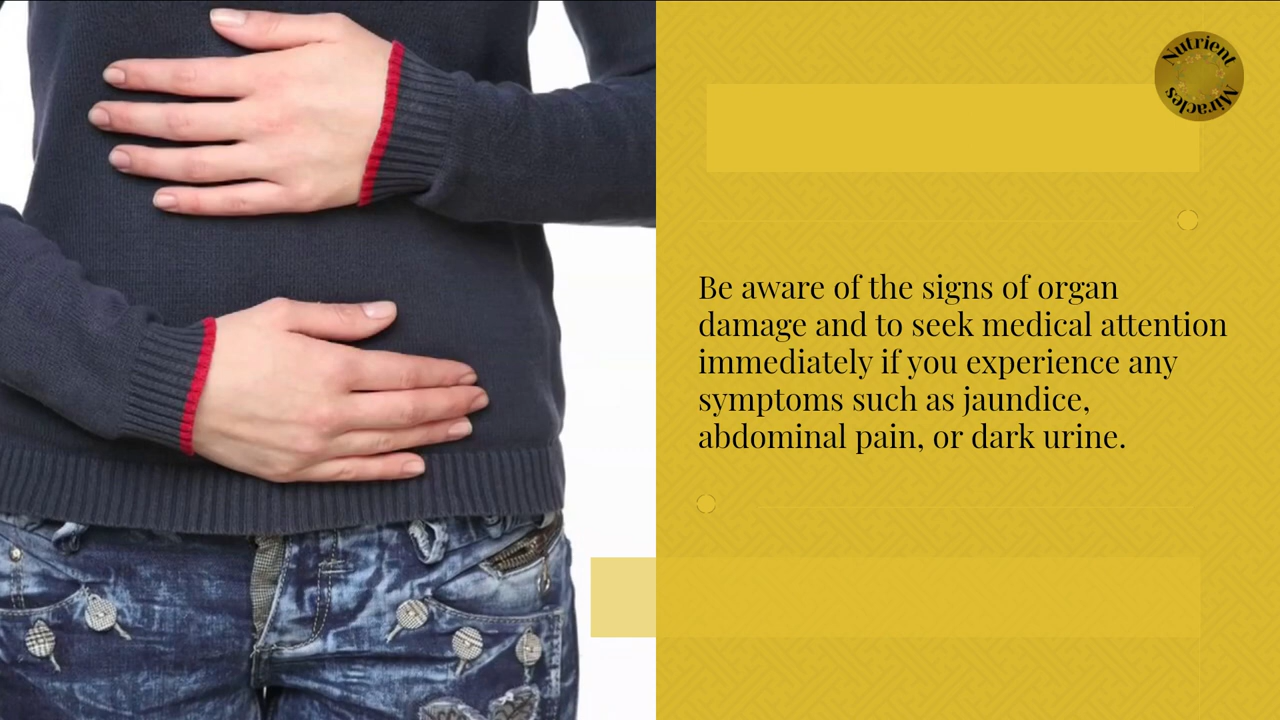 Nutrient
Miracles
Be aware of the signs of organ
damage and to seek medical attention
immediately if you experience any
symptoms such as jaundice,
abdominal pain, or dark urine.